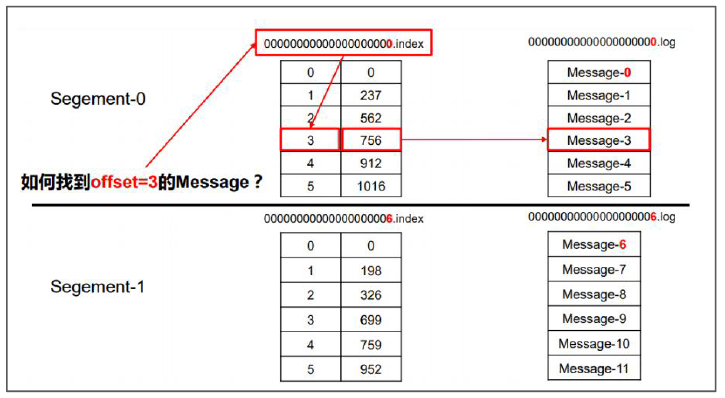 00000000000000000000.index
00000000000000000000.log
Segement-0
0 0
1 237
2 562
3 756
4 912
5 1016
Message-0
Message-1
Message-2
Message-3
Message-4
Message-5
如何找到offset=3的Message？
00000000000000000006.index
00000000000000000006.log
Segement-1
0 0
1 198
2 326
3 699
4 759
5 952
Message-6
Message-7
Message-8
Message-9
Message-10
Message-11